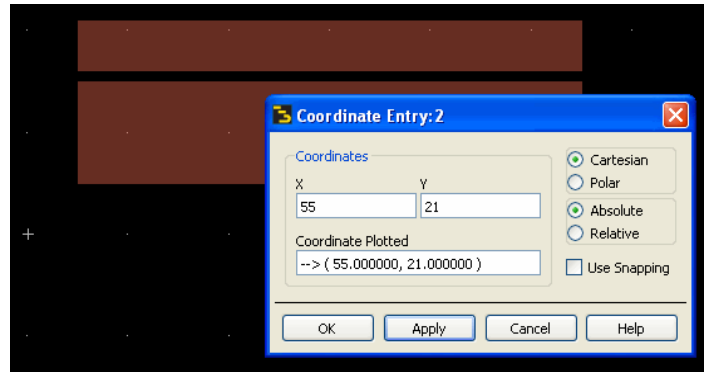 Coordinate Entry:2
Coordinates
X Y
55 21
Coordinate Plotted
--> ( 55.000000, 21.000000 )
Cartesian
Polar
Absolute
Relative
Use Snapping
OK Apply Cancel Help